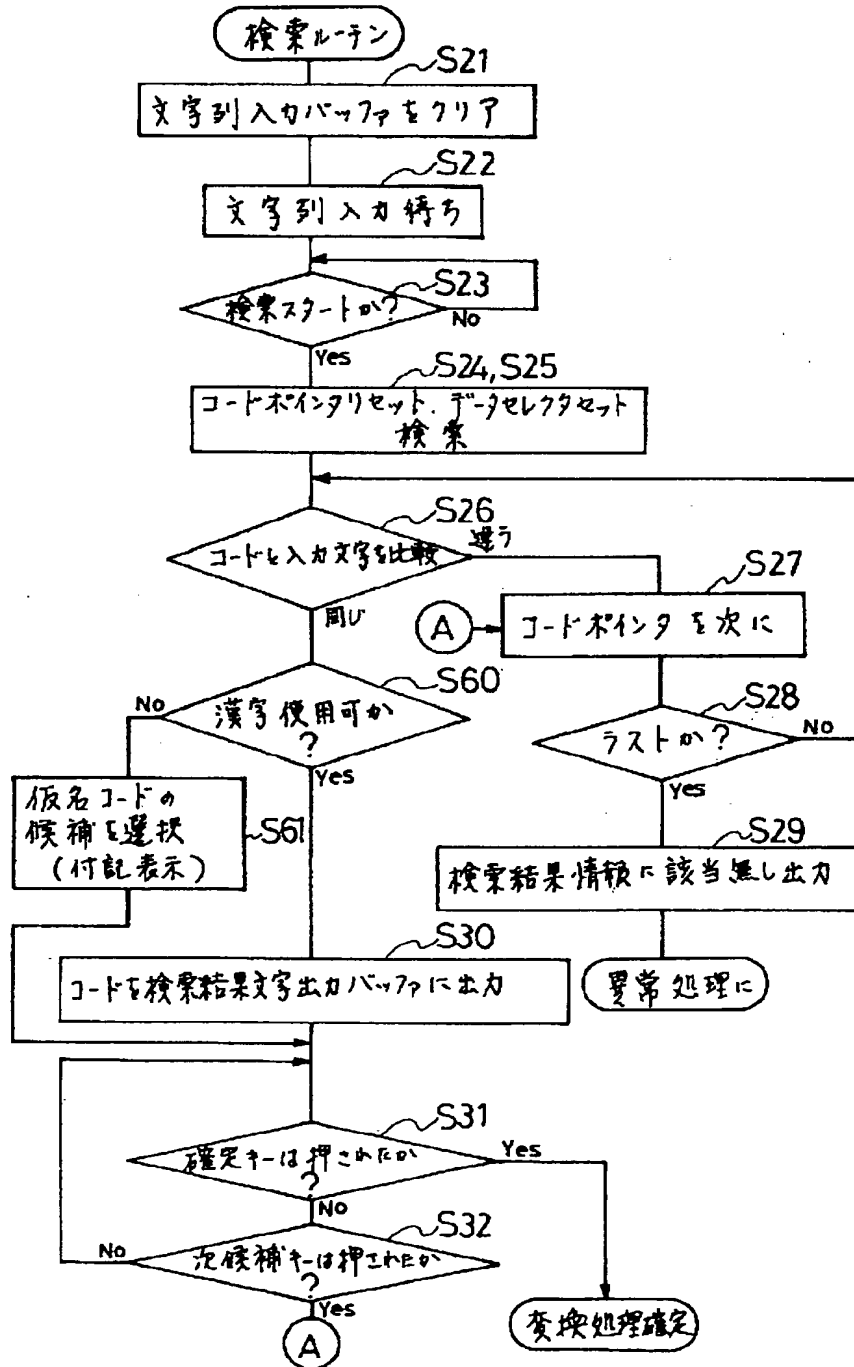 検索ルーチン
S21
文字列入力バッファをクリア
S22
文字列入力待ち
S23
検索スタートか?
No
Yes
S24,S25
コードポインタリセット、データセレクタセット
検索
S26
コードと入力文字を比較
違う
同じ
S27
A
コードポインタを次に
S60
No
漢字使用可か
?
Yes
S28
ラストか?
No
Yes
仮名コードの
候補を選択
(付記表示)
S61
S29
検索結果情報に該当無し出力
S30
コードを検索結果文字出力バッファに出力
異常処理に
S31
確定キーは押されたか
?
Yes
No
S32
No
次候補キーは押されたか
?
Yes
A
変換処理確定